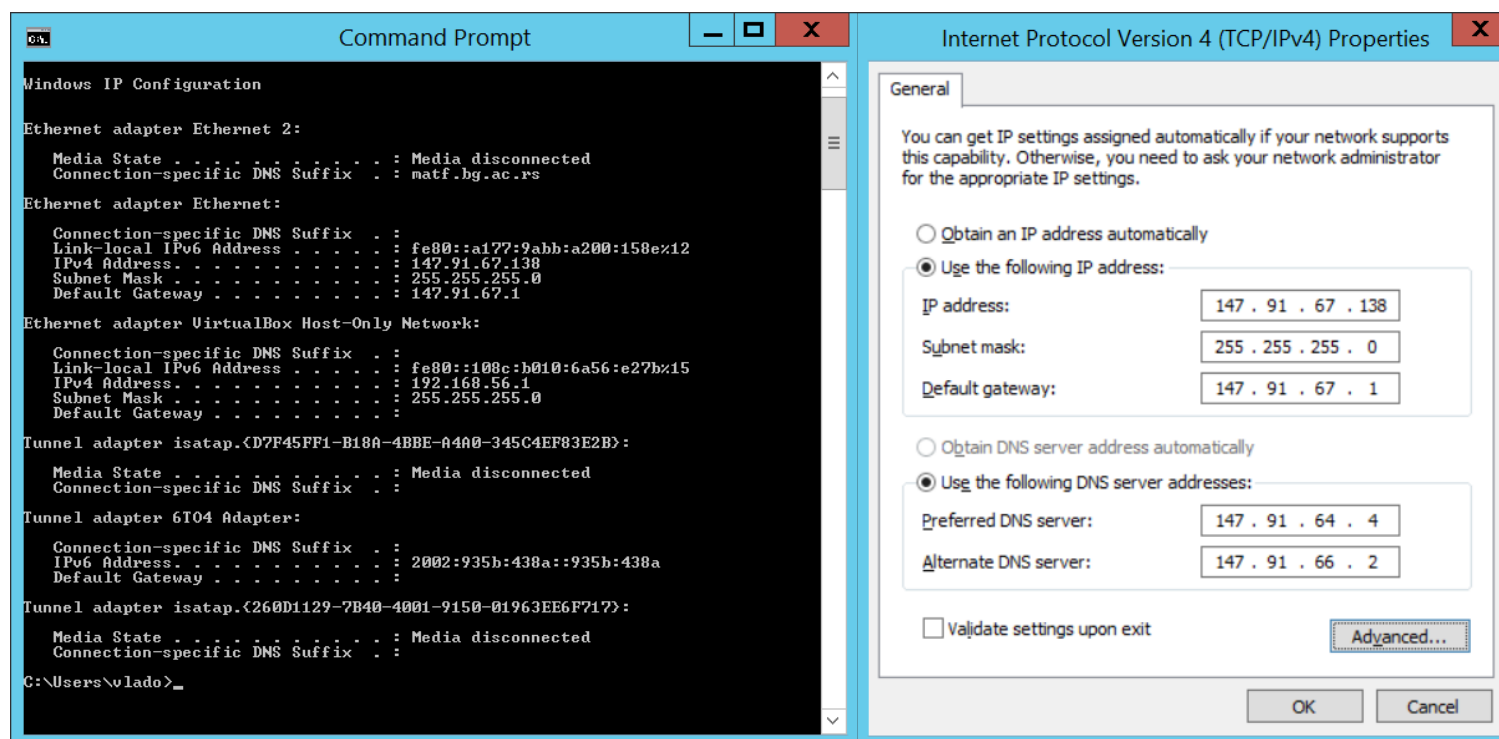 Command Prompt
Windows IP Configuration
Ethernet adapter Ethernet 2:
Media State . . . . . . . . . . . : Media disconnected
Connection-specific DNS Suffix  . : matf.bg.ac.rs
Ethernet adapter Ethernet:
Connection-specific DNS Suffix  . :
Link-local IPv6 Address . . . . . : fe80::a177:9abb:a200:158e%12
IPv4 Address. . . . . . . . . . . : 147.91.67.138
Subnet Mask . . . . . . . . . . . : 255.255.255.0
Default Gateway . . . . . . . . . : 147.91.67.1
Ethernet adapter VirtualBox Host-Only Network:
Connection-specific DNS Suffix  . :
Link-local IPv6 Address . . . . . : fe80::108c:b010:6a56:e27b%15
IPv4 Address. . . . . . . . . . . : 192.168.56.1
Subnet Mask . . . . . . . . . . . : 255.255.255.0
Default Gateway . . . . . . . . . :
Tunnel adapter isatap.{D7F45FF1-B18A-4BBE-A4A0-345C4EF83E2B}:
Media State . . . . . . . . . . . : Media disconnected
Connection-specific DNS Suffix  . :
Tunnel adapter 6TO4 Adapter:
Connection-specific DNS Suffix  . :
IPv6 Address. . . . . . . . . . . : 2002:935b:438a::935b:438a
Default Gateway . . . . . . . . . :
Tunnel adapter isatap.{260D1129-7B40-4001-9150-01963EE6F717}:
Media State . . . . . . . . . . . : Media disconnected
Connection-specific DNS Suffix  . :
C:\Users\vlado>_
Internet Protocol Version 4 (TCP/IPv4) Properties
General
You can get IP settings assigned automatically if your network supports
this capability. Otherwise, you need to ask your network administrator
for the appropriate IP settings.
Obtain an IP address automatically
Use the following IP address:
IP address: 147 . 91 . 67 . 138
Subnet mask: 255 . 255 . 255 . 0
Default gateway: 147 . 91 . 67 . 1
Obtain DNS server address automatically
Use the following DNS server addresses:
Preferred DNS server: 147 . 91 . 64 . 4
Alternate DNS server: 147 . 91 . 66 . 2
Validate settings upon exit
Advanced...
OK Cancel